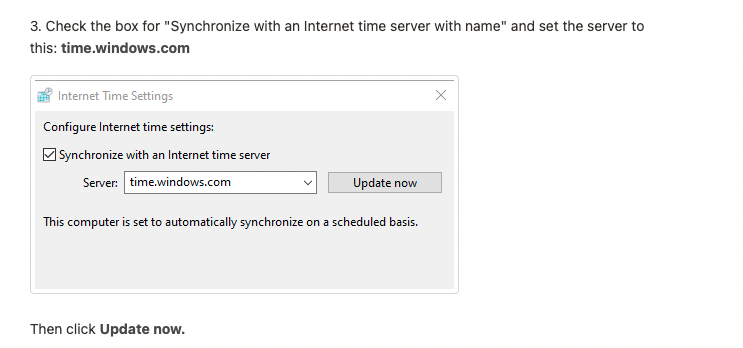 3. Check the box for "Synchronize with an Internet time server with name" and set the server to
this: time.windows.com
Internet Time Settings
Configure Internet time settings:
Synchronize with an Internet time server
Server: time.windows.com Update now
This computer is set to automatically synchronize on a scheduled basis.
Then click Update now.